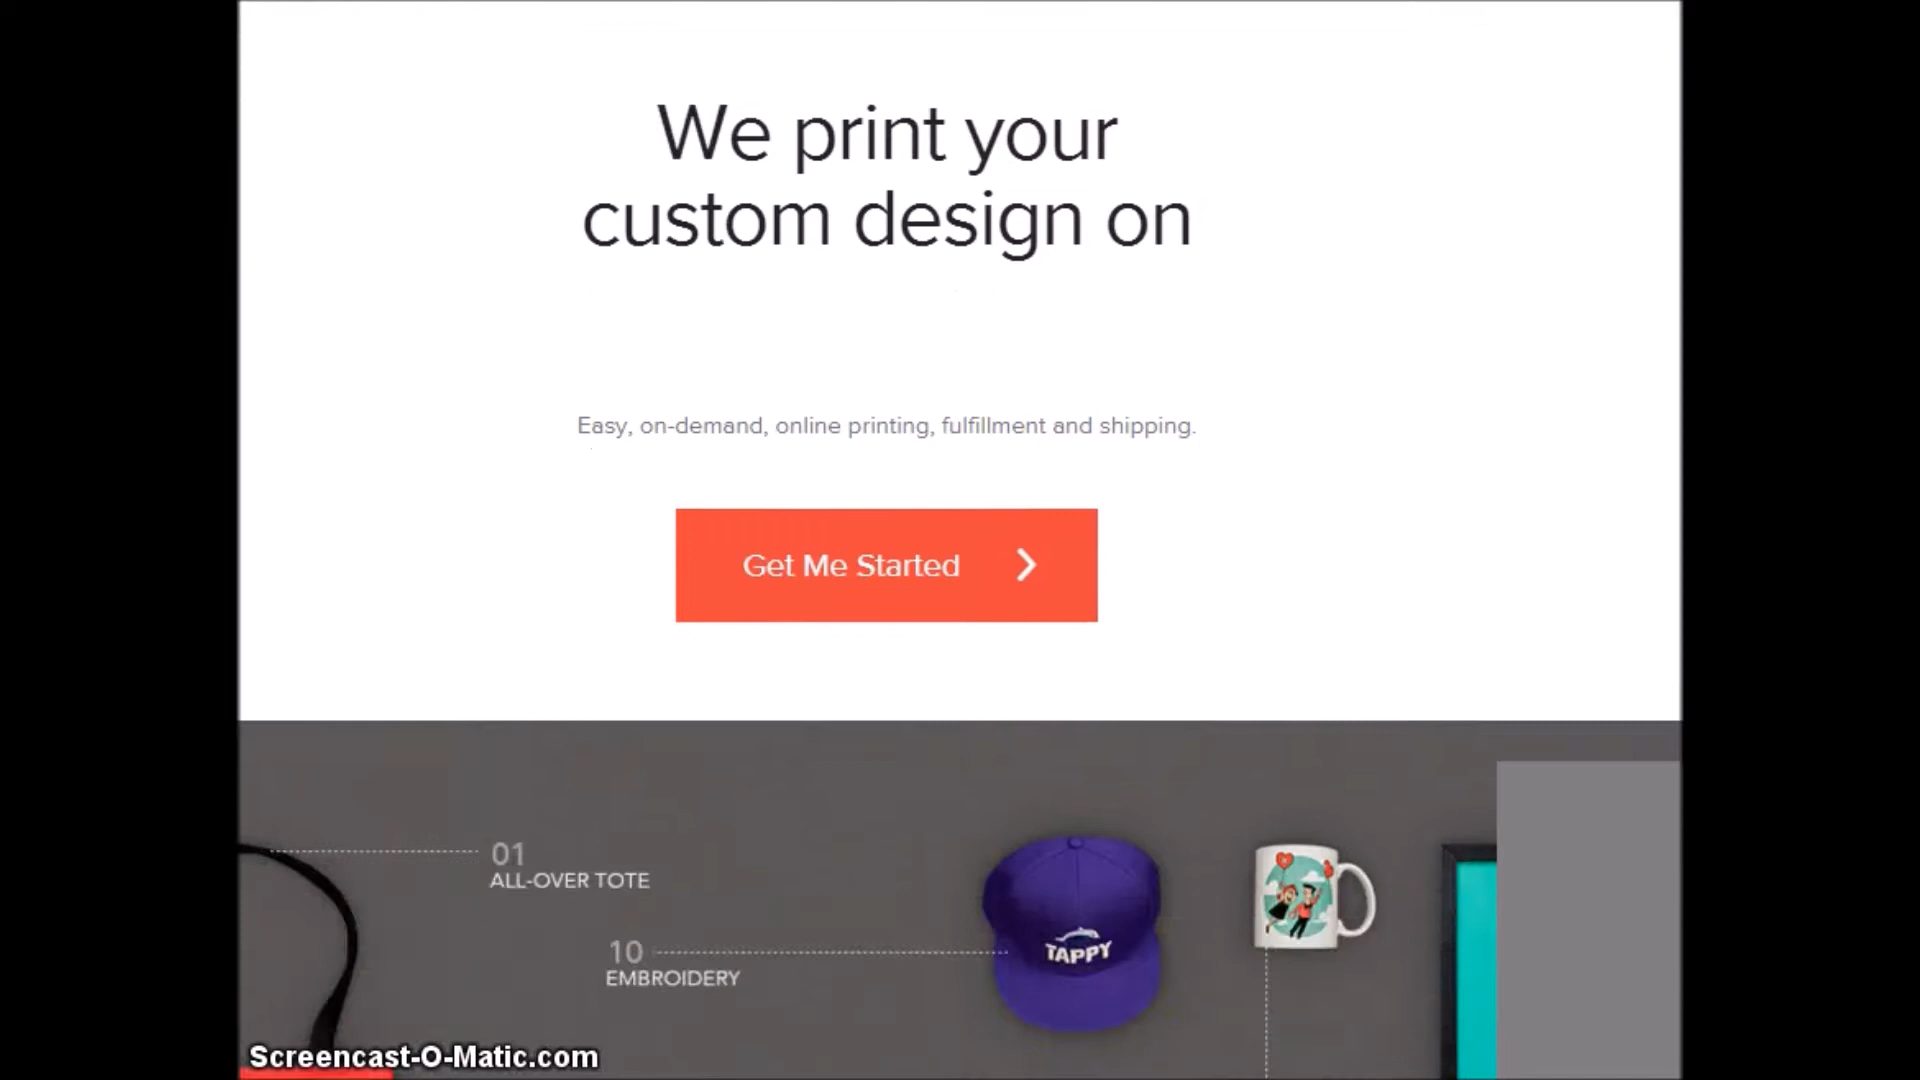 We print your
custom design on
Easy, on-demand, online printing, fulfillment and shipping.
Get Me Started
01
ALL-OVER TOTE
10
EMBROIDERY
TAPPY
Screencast-O-Matic.com